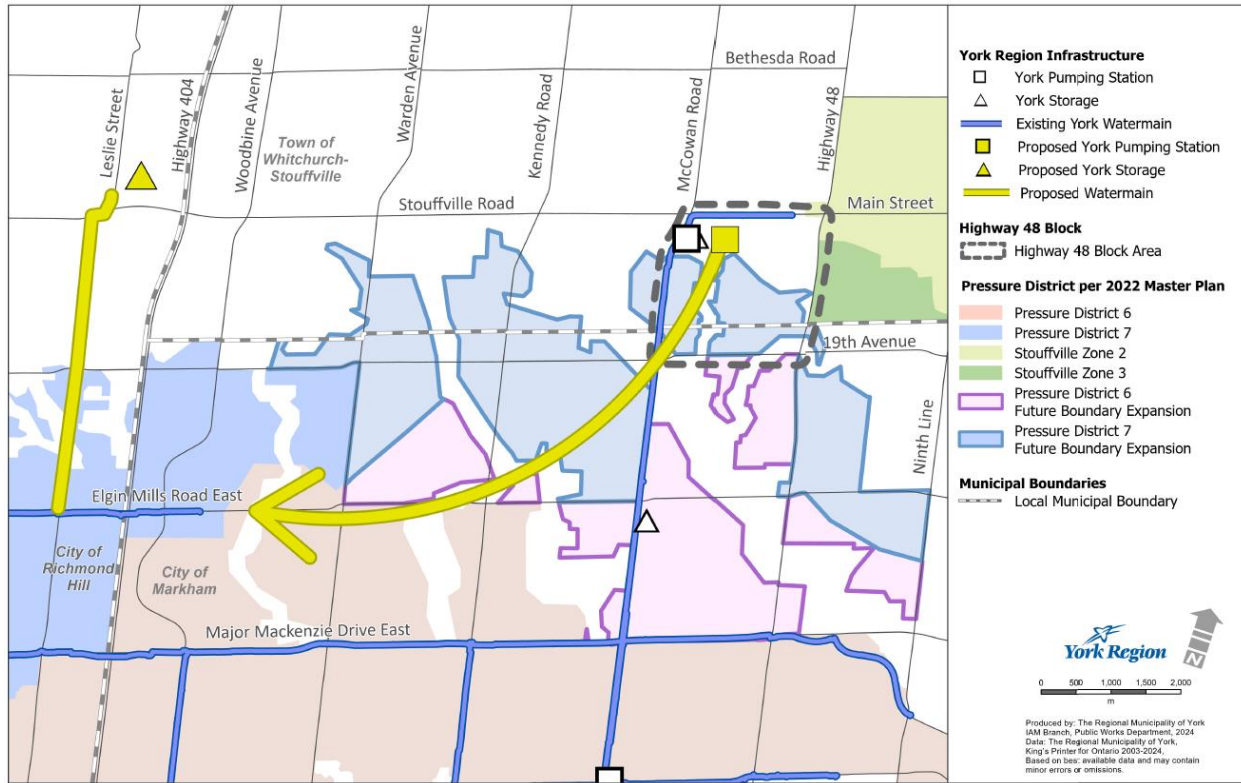 Bethesda Road
Leslie Street
Highway 404
Woodbine Avenue
Warden Avenue
Kennedy Road
McCowan Road
Highway 48
Town of
Whitchurch-
Stouffville
Stouffville Road
Main Street
19th Avenue
Ninth Line
Elgin Mills Road East
City of
Richmond
Hill
City of
Markham
Major Mackenzie Drive East
York Region Infrastructure
York Pumping Station
York Storage
Existing York Watermain
Proposed York Pumping Station
Proposed York Storage
Proposed Watermain
Highway 48 Block
Highway 48 Block Area
Pressure District per 2022 Master Plan
Pressure District 6
Pressure District 7
Stouffville Zone 2
Stouffville Zone 3
Pressure District 6
Future Boundary Expansion
Pressure District 7
Future Boundary Expansion
Municipal Boundaries
Local Municipal Boundary
York Region
N
0 500 1,000 1,500 2,000
m
Produced by: The Regional Municipality of York
IAM Branch, Public Works Department, 2024
Data: The Regional Municipality of York,
King's Printer for Ontario 2003-2024,
Based on best available data and may contain
minor errors or omissions.